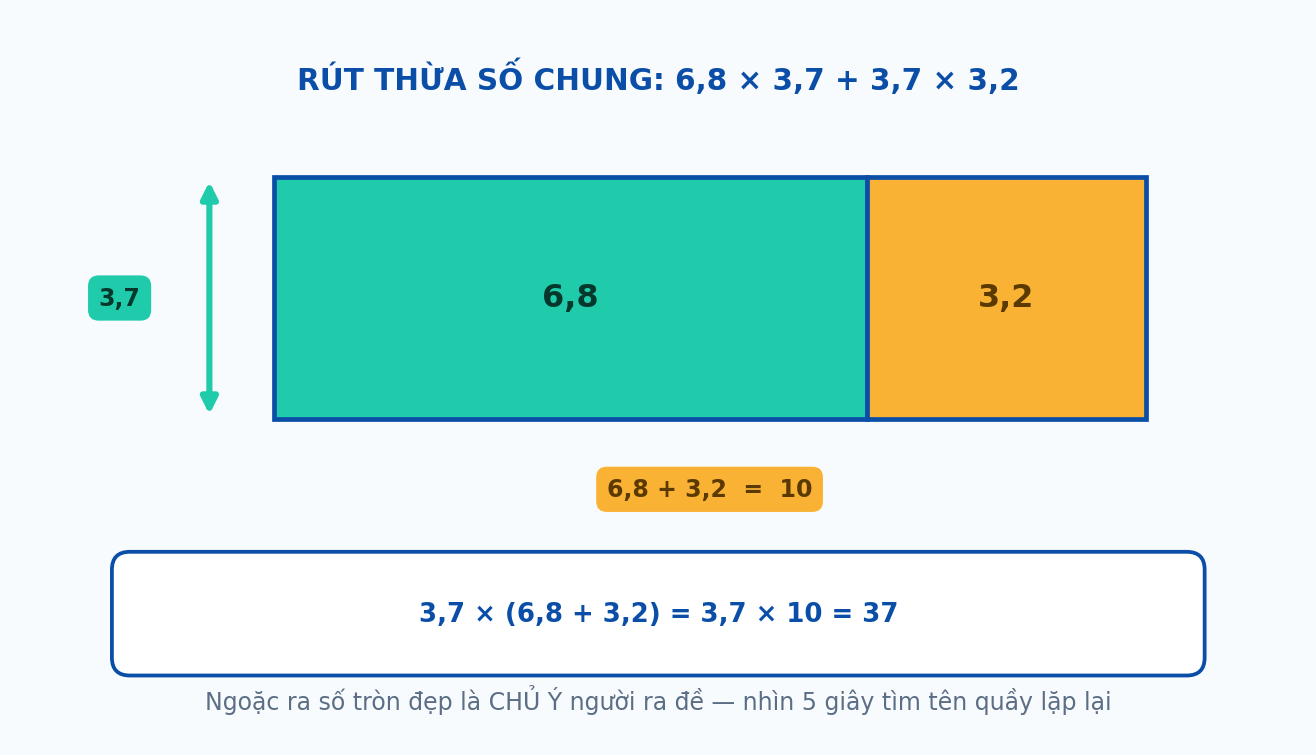 RÚT THỪA SỐ CHUNG: 6,8 × 3,7 + 3,7 × 3,2
3,7
6,8
3,2
6,8 + 3,2 = 10
3,7 × (6,8 + 3,2) = 3,7 × 10 = 37
Ngoặc ra số tròn đẹp là CHỦ Ý người ra đề — nhìn 5 giây tìm tên quầy lặp lại